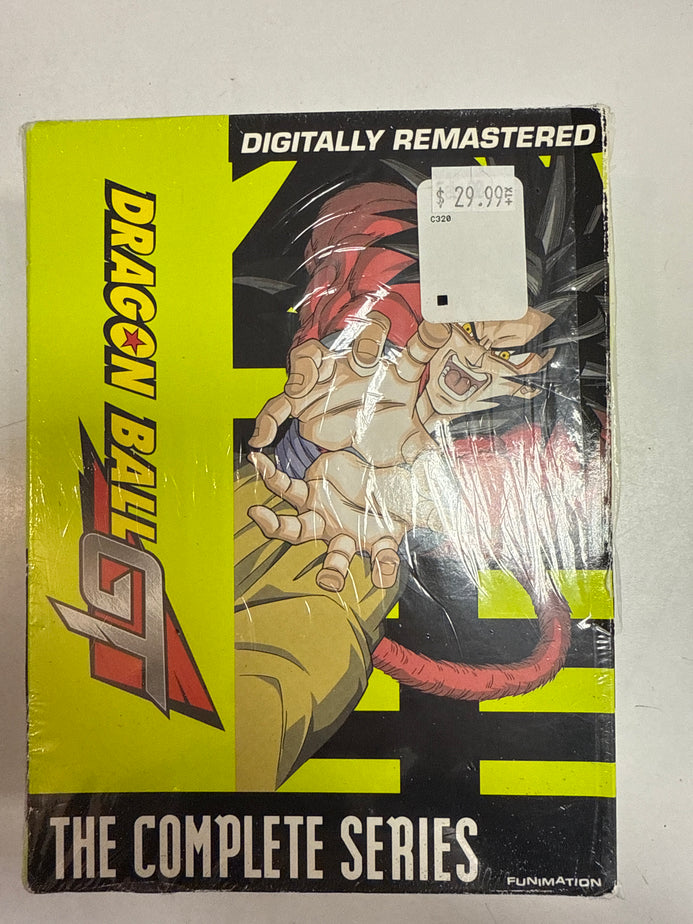 DIGITALLY REMASTERED
$ 29.99
C320
DRAGON BALL
GT
THE COMPLETE SERIES
FUNIMATION